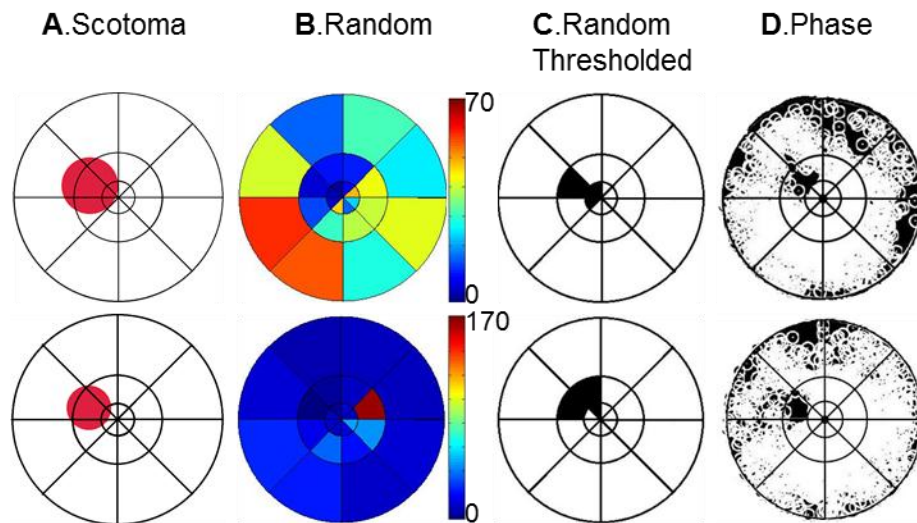 A.Scotoma
B.Random
C.Random
Thresholded
D.Phase
70
0
170
0